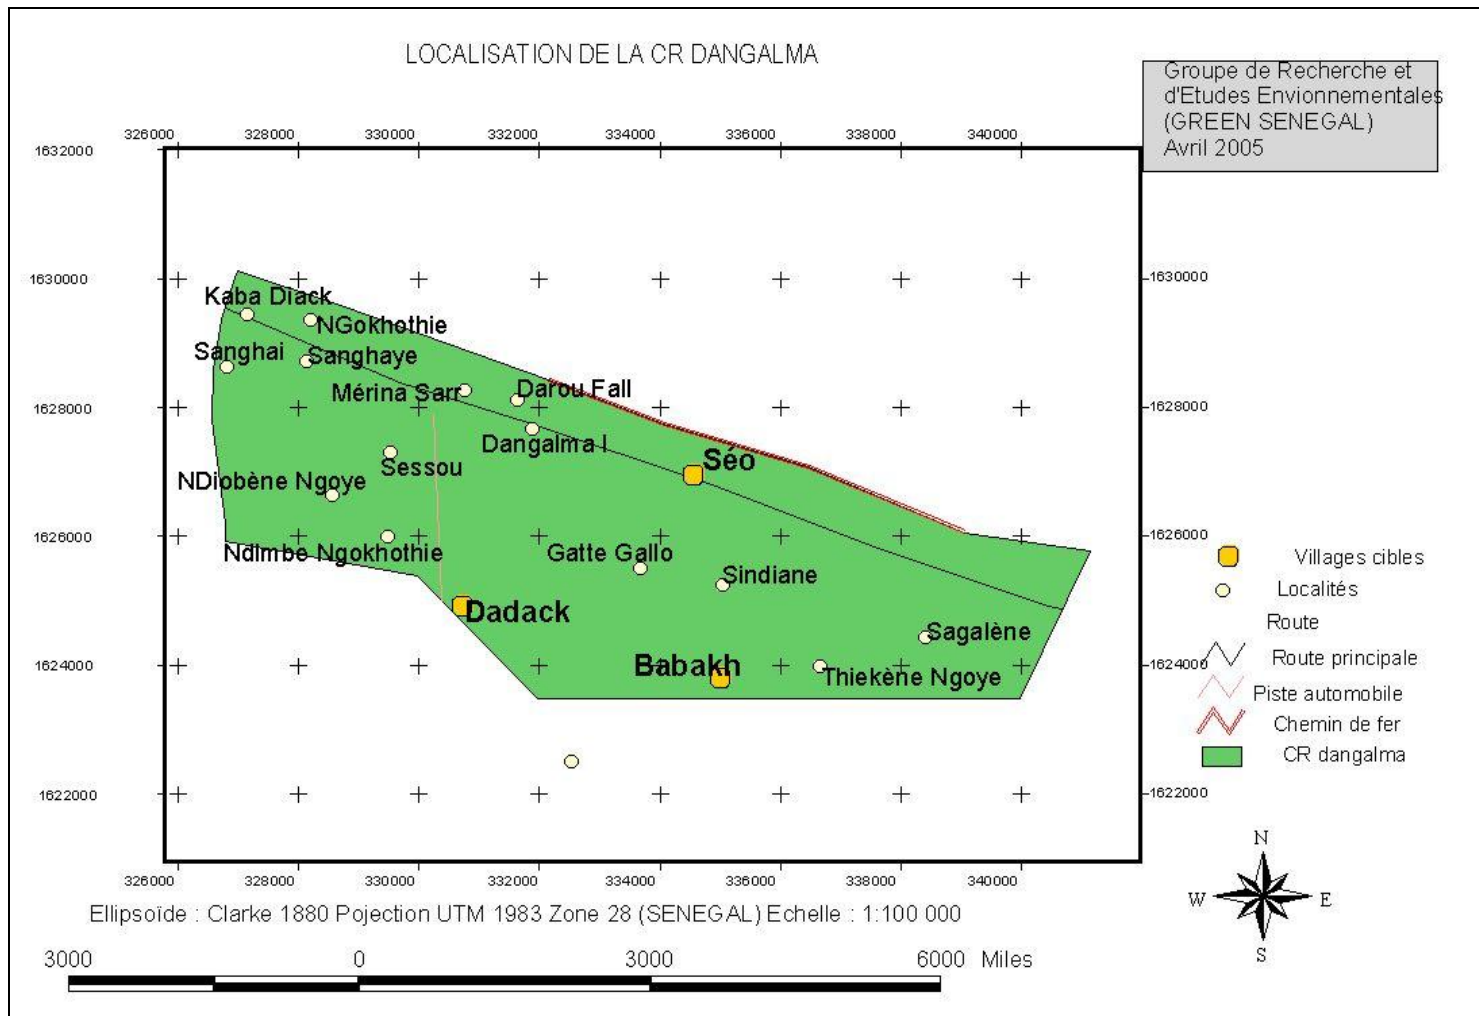 LOCALISATION DE LA CR DANGALMA
Groupe de Recherche et
d'Etudes Envionnementales
(GREEN SENEGAL)
Avril 2005
326000 328000 330000 332000 334000 336000 338000 340000
1632000
1630000 1630000
Kaba Diack
NGokhothie
Sanghai
Sanghaye
Mérina Sarr
Darou Fall
1628000 1628000
Dangalma I
Séo
Sessou
NDiobène Ngoye
1626000 1626000
Ndimbe Ngokhothie
Gatte Gallo
Sindiane
Dadack
Sagalène
Babakh
1624000 1624000
Thiekène Ngoye
1622000 1622000
Villages cibles
Localités
Route
Route principale
Piste automobile
Chemin de fer
CR dangalma
326000 328000 330000 332000 334000 336000 338000 340000
Ellipsoïde : Clarke 1880 Pojection UTM 1983 Zone 28 (SENEGAL) Echelle : 1:100 000
3000 0 3000 6000 Miles
N
W E
S